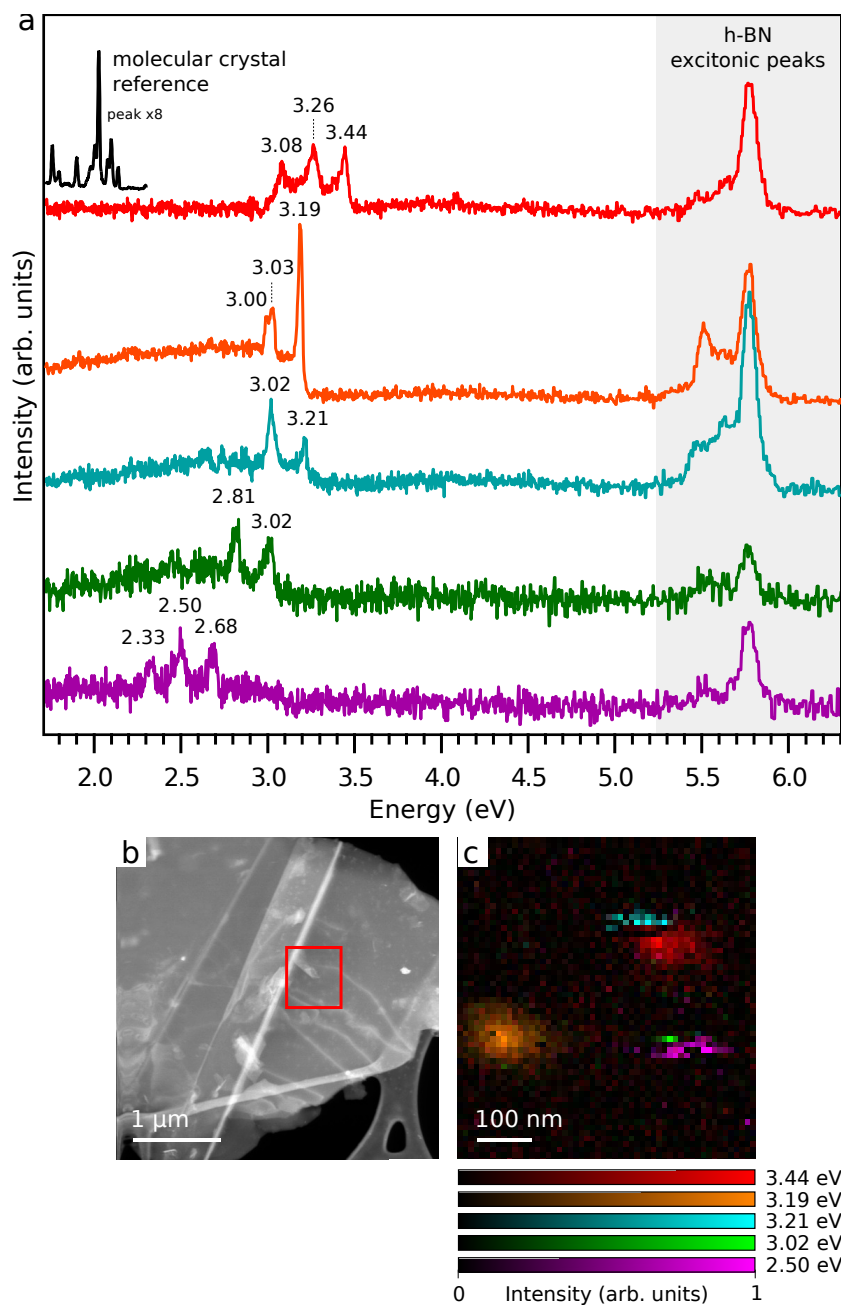 a
molecular crystal
reference
peak x8
h-BN
excitonic peaks
3.08
3.26
3.44
3.19
3.03
3.00
3.02
3.21
2.81
3.02
2.50
2.33
2.68
Intensity (arb. units)
2.0 2.5 3.0 3.5 4.0 4.5 5.0 5.5 6.0
Energy (eV)
b
1 µm
c
100 nm
3.44 eV
3.19 eV
3.21 eV
3.02 eV
2.50 eV
0 Intensity (arb. units) 1